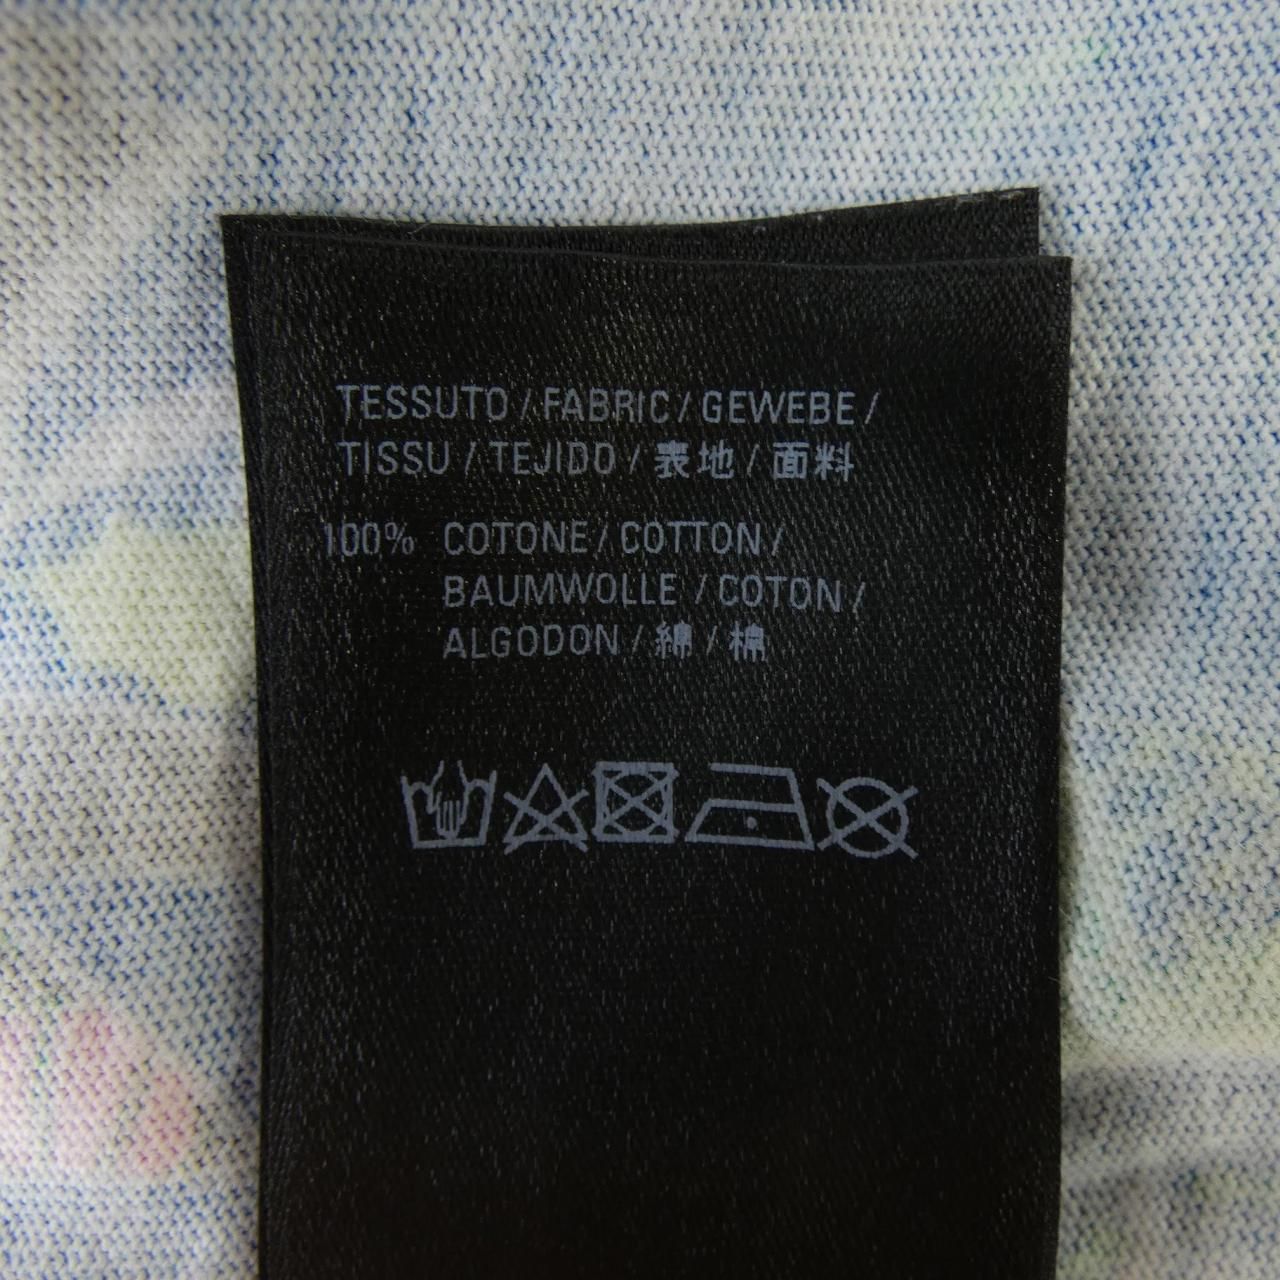 TESSUTO / FABRIC / GEWEBE /
TISSU / TEJIDO / 表地 / 面料
100% COTONE / COTTON /
BAUMWOLLE / COTON /
ALGODON / 綿 / 棉